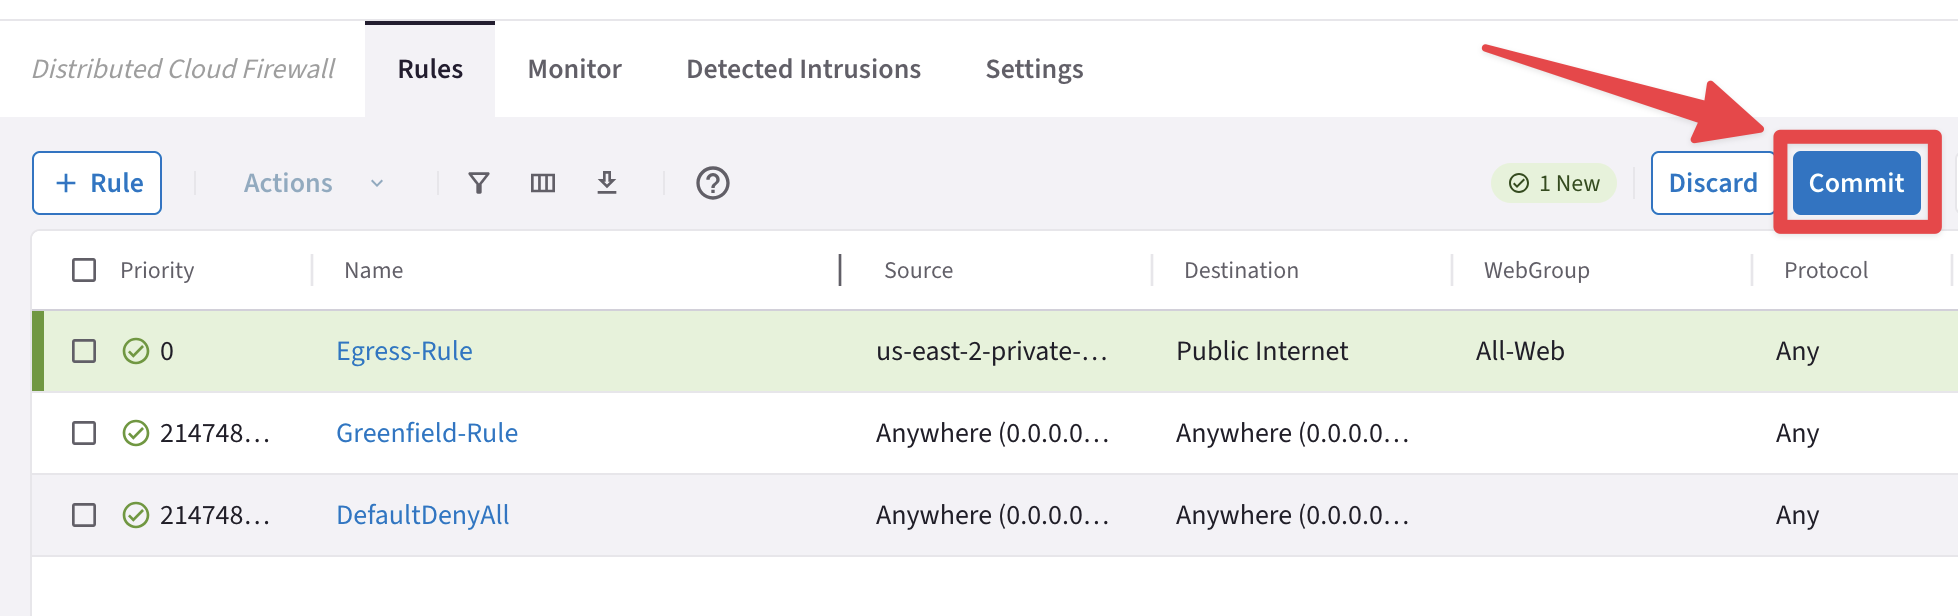 Distributed Cloud Firewall Rules Monitor Detected Intrusions Settings
+ Rule Actions 1 New Discard Commit
Priority Name Source Destination WebGroup Protocol
0 Egress-Rule us-east-2-private-... Public Internet All-Web Any
214748... Greenfield-Rule Anywhere (0.0.0.0... Anywhere (0.0.0.0... Any
214748... DefaultDenyAll Anywhere (0.0.0.0... Anywhere (0.0.0.0... Any